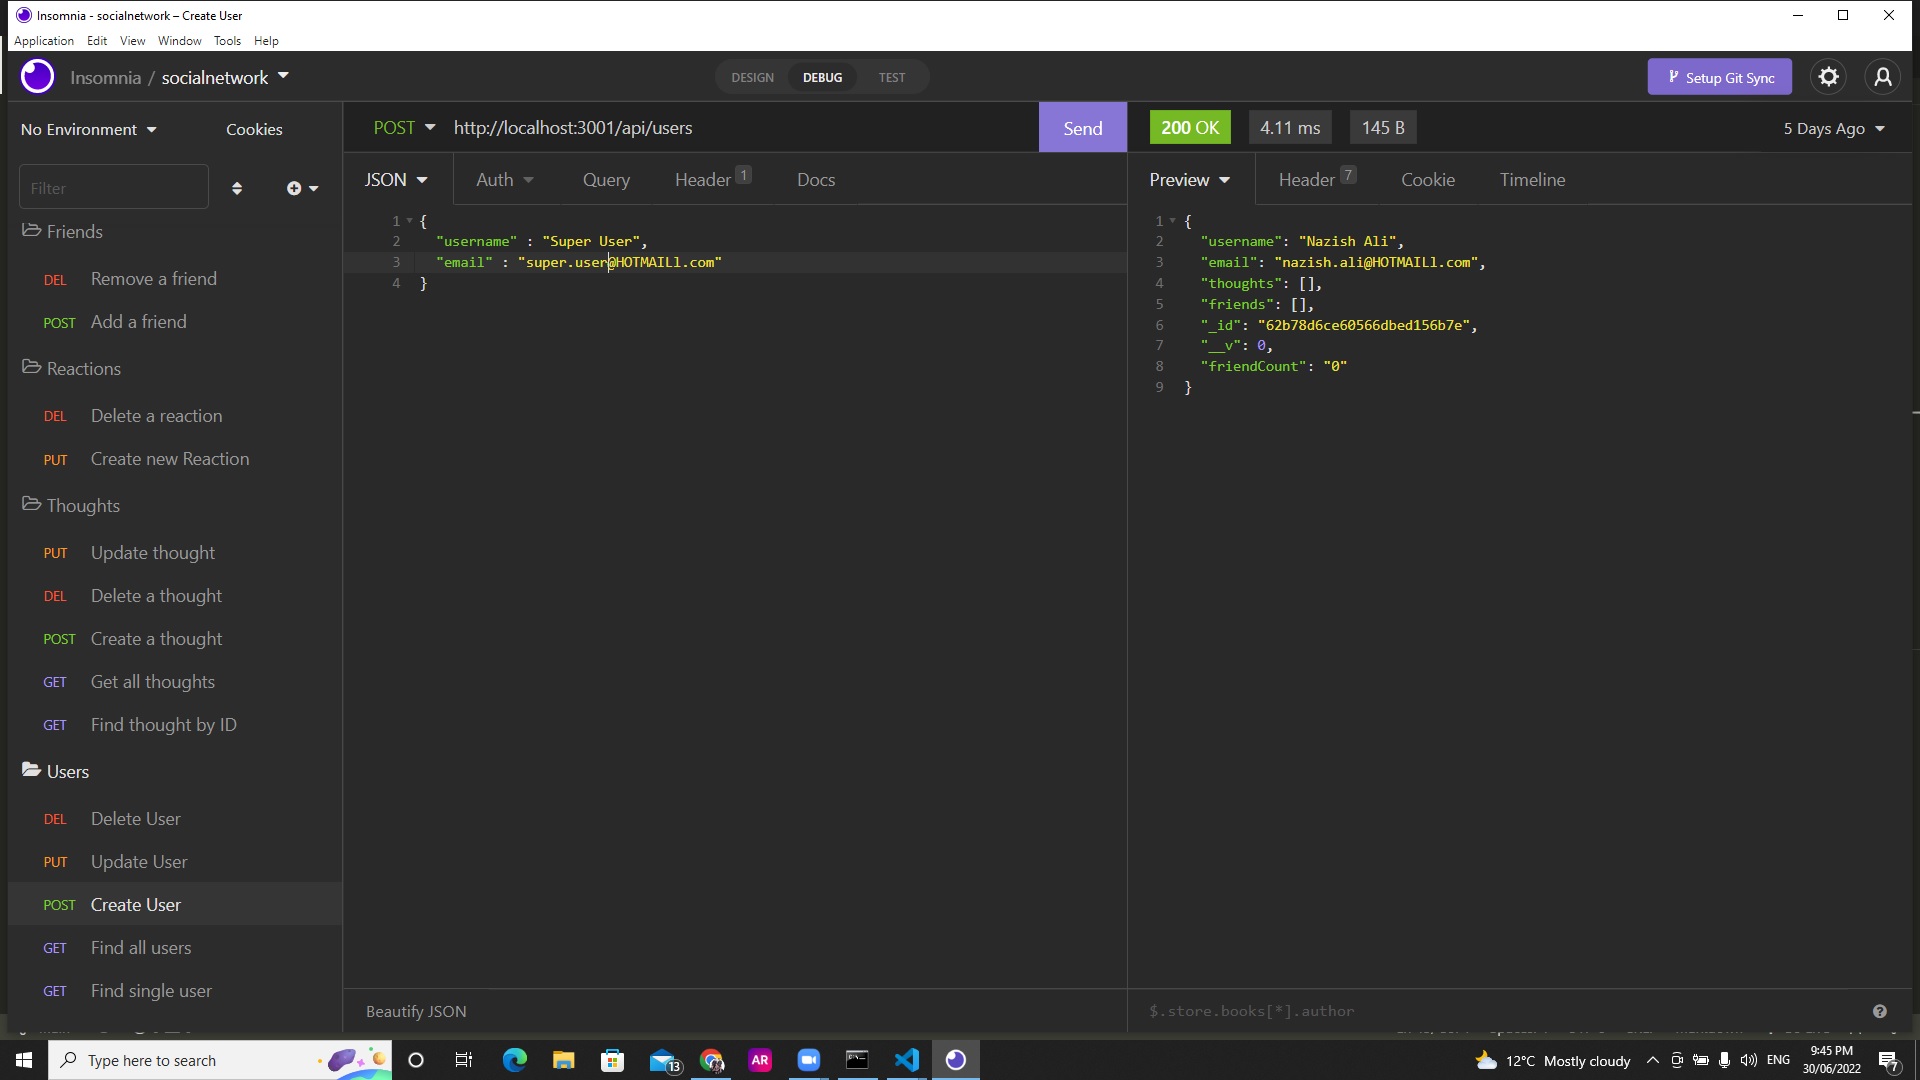 Insomnia - socialnetwork – Create User
Application Edit View Window Tools Help
Insomnia / socialnetwork
DESIGN DEBUG TEST
Setup Git Sync
No Environment Cookies
POST http://localhost:3001/api/users Send
200 OK 4.11 ms 145 B 5 Days Ago
Filter
JSON Auth Query Header 1 Docs
Preview Header 7 Cookie Timeline
1 {
2 "username" : "Super User",
3 "email" : "super.user@HOTMAILl.com"
4 }
1 {
2 "username": "Nazish Ali",
3 "email": "nazish.ali@HOTMAILl.com",
4 "thoughts": [],
5 "friends": [],
6 "_id": "62b78d6ce60566dbed156b7e",
7 "__v": 0,
8 "friendCount": "0"
9 }
Friends
DEL Remove a friend
POST Add a friend
Reactions
DEL Delete a reaction
PUT Create new Reaction
Thoughts
PUT Update thought
DEL Delete a thought
POST Create a thought
GET Get all thoughts
GET Find thought by ID
Users
DEL Delete User
PUT Update User
POST Create User
GET Find all users
GET Find single user
Beautify JSON
$.store.books[*].author
Type here to search
13
AR
12°C Mostly cloudy
ENG
9:45 PM
30/06/2022
7